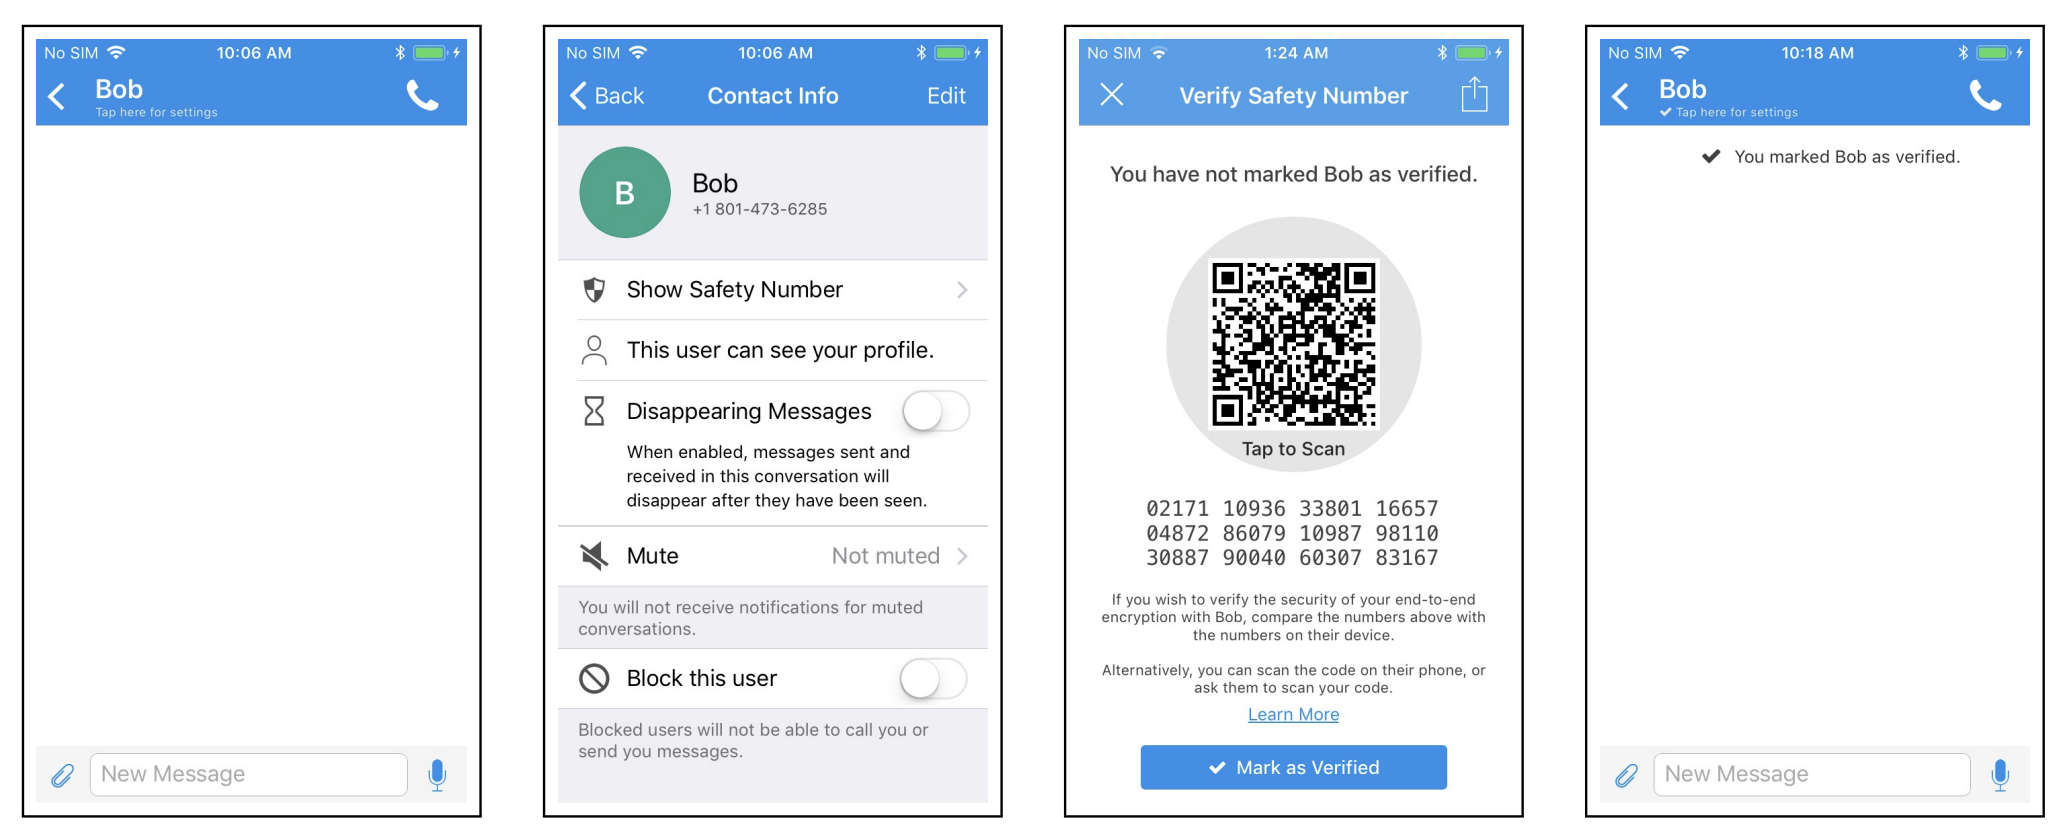 No SIM 10:06 AM
Bob
Tap here for settings
New Message
No SIM 10:06 AM
Back Contact Info Edit
B
Bob
+1 801-473-6285
Show Safety Number
This user can see your profile.
Disappearing Messages
When enabled, messages sent and
received in this conversation will
disappear after they have been seen.
Mute Not muted
You will not receive notifications for muted
conversations.
Block this user
Blocked users will not be able to call you or
send you messages.
No SIM 1:24 AM
Verify Safety Number
You have not marked Bob as verified.
Tap to Scan
02171 10936 33801 16657
04872 86079 10987 98110
30887 90040 60307 83167
If you wish to verify the security of your end-to-end
encryption with Bob, compare the numbers above with
the numbers on their device.
Alternatively, you can scan the code on their phone, or
ask them to scan your code.
Learn More
Mark as Verified
No SIM 10:18 AM
Bob
Tap here for settings
You marked Bob as verified.
New Message